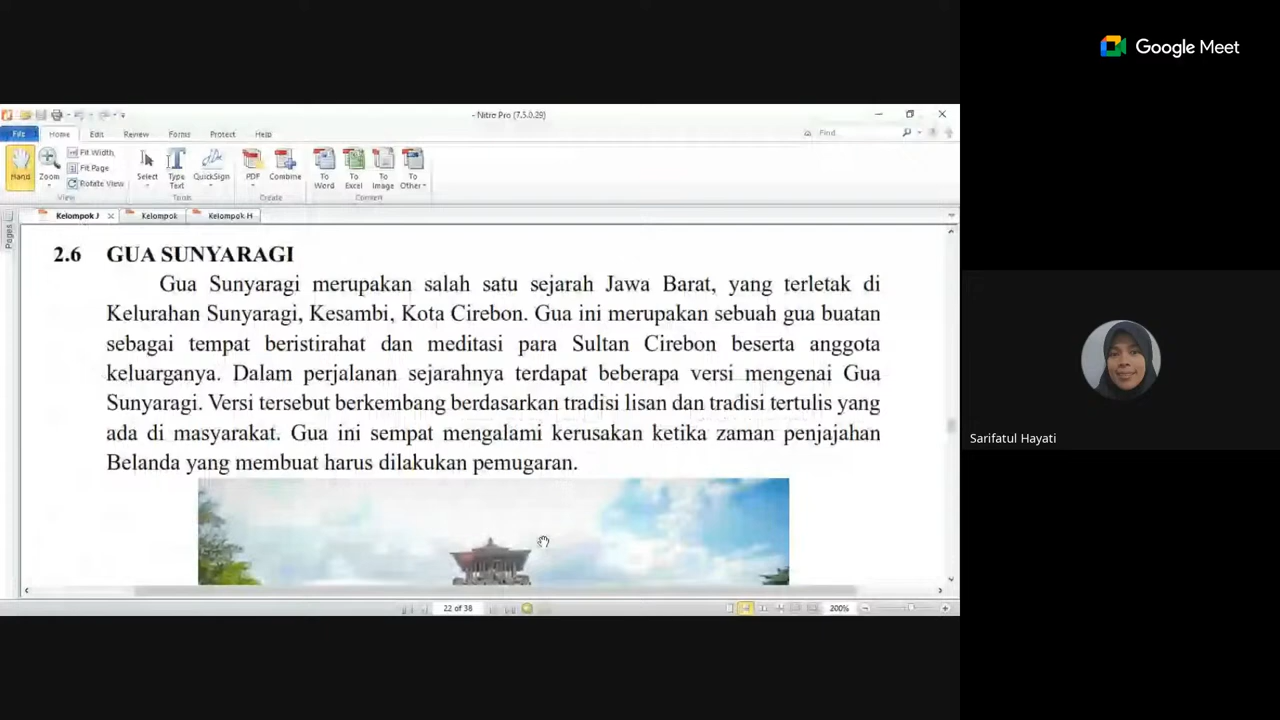 Google Meet
- Nitro Pro (7.5.0.29)
File Home Edit Review Forms Protect Help
Find
Hand
Zoom
Fit Width
Fit Page
Rotate View
Select
Type Text
QuickSign
PDF
Combine
To Word
To Excel
To Image
To Other
View Tools Create Convert
Kelompok J Kelompok Kelompok H
Pages
2.6 GUA SUNYARAGI
Gua Sunyaragi merupakan salah satu sejarah Jawa Barat, yang terletak di
Kelurahan Sunyaragi, Kesambi, Kota Cirebon. Gua ini merupakan sebuah gua buatan
sebagai tempat beristirahat dan meditasi para Sultan Cirebon beserta anggota
keluarganya. Dalam perjalanan sejarahnya terdapat beberapa versi mengenai Gua
Sunyaragi. Versi tersebut berkembang berdasarkan tradisi lisan dan tradisi tertulis yang
ada di masyarakat. Gua ini sempat mengalami kerusakan ketika zaman penjajahan
Belanda yang membuat harus dilakukan pemugaran.
22 of 38
200%
Sarifatul Hayati